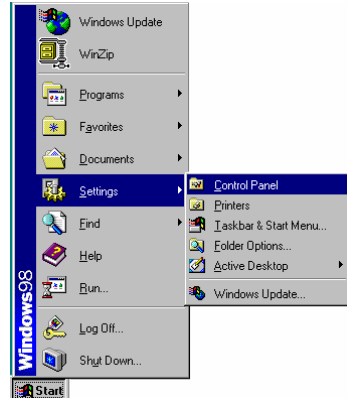 Windows Update
WinZip
Programs
Favorites
Documents
Settings
Control Panel
Printers
Taskbar & Start Menu...
Folder Options...
Active Desktop
Windows Update...
Find
Help
Run...
Log Off...
Shut Down...
Windows98
Start